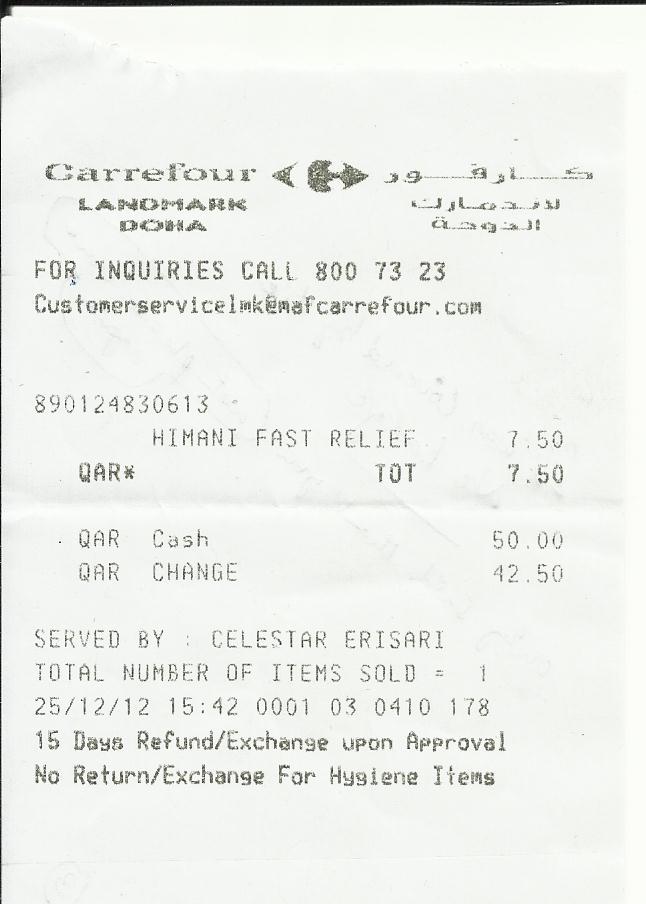 Carrefour كارفور
LANDMARK لاندمارك
DOHA الدوحة
FOR INQUIRIES CALL 800 73 23
Customerservicelmk@mafcarrefour.com
890124830613
HIMANI FAST RELIEF 7.50
QAR* TOT 7.50
QAR Cash 50.00
QAR CHANGE 42.50
SERVED BY : CELESTAR ERISARI
TOTAL NUMBER OF ITEMS SOLD = 1
25/12/12 15:42 0001 03 0410 178
15 Days Refund/Exchange upon Approval
No Return/Exchange For Hygiene Items